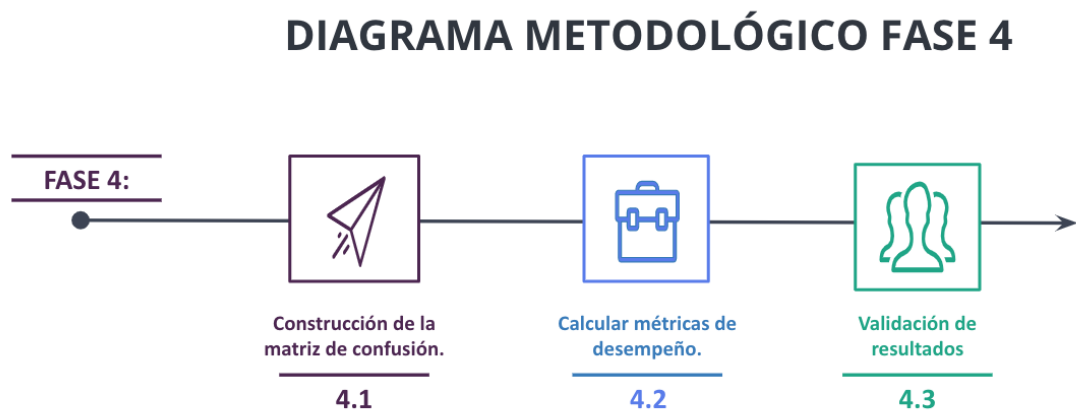 DIAGRAMA METODOLÓGICO FASE 4
FASE 4:
Construcción de la
matriz de confusión.
4.1
Calcular métricas de
desempeño.
4.2
Validación de
resultados
4.3